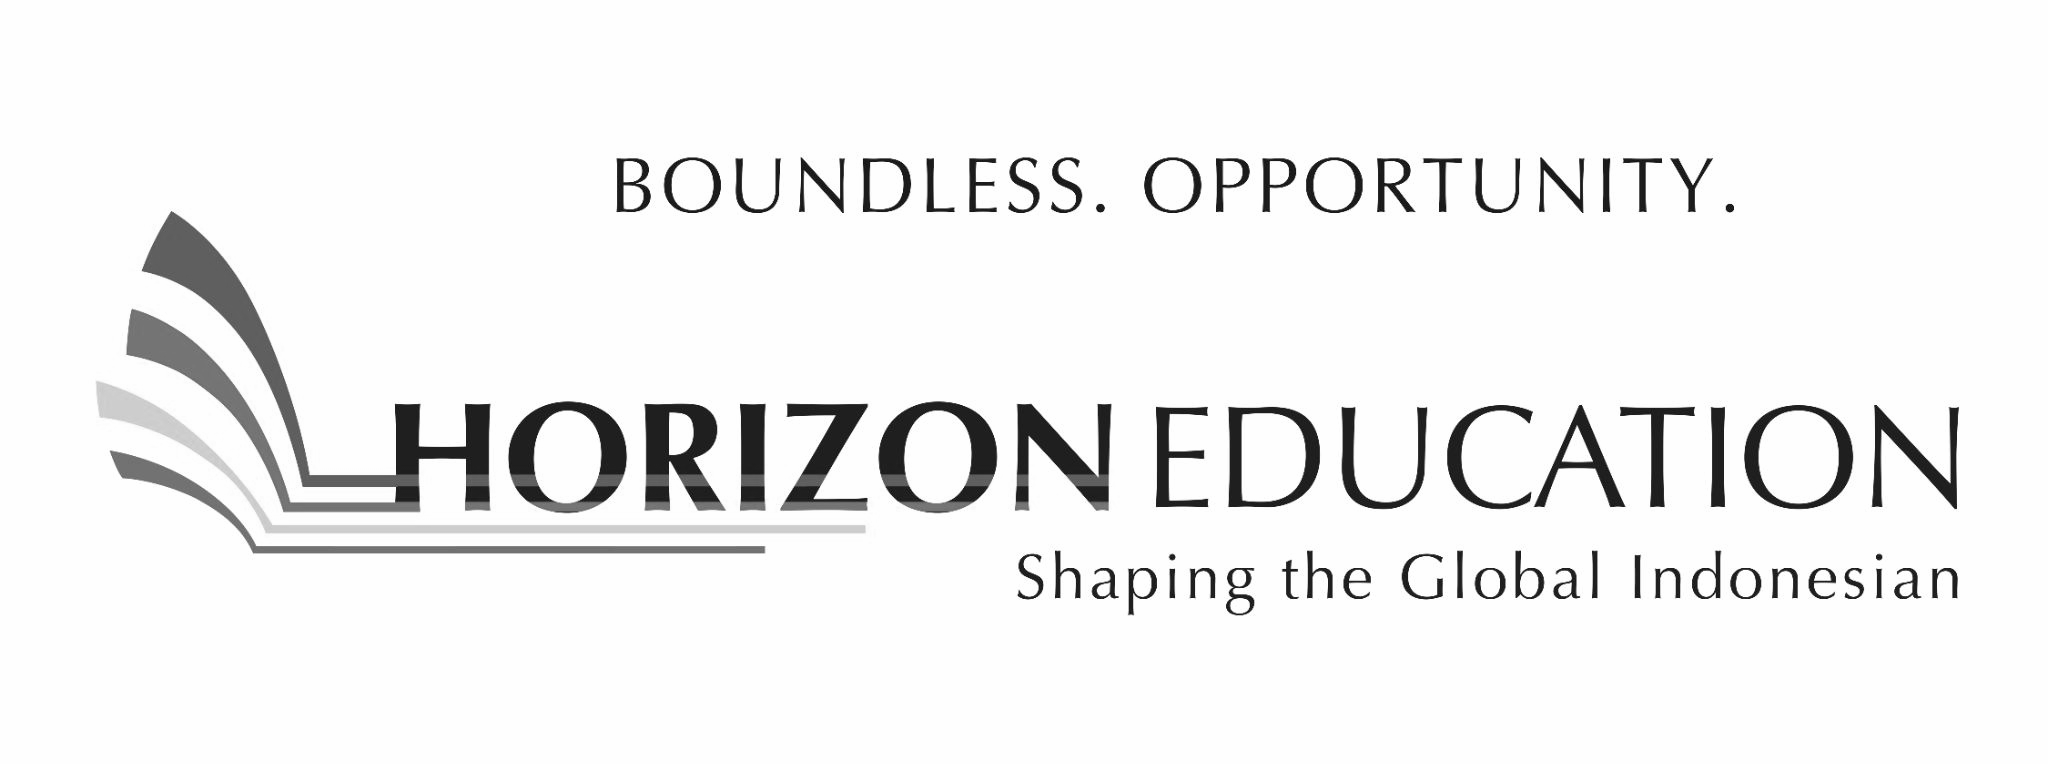 BOUNDLESS. OPPORTUNITY.
HORIZON EDUCATION
Shaping the Global Indonesian